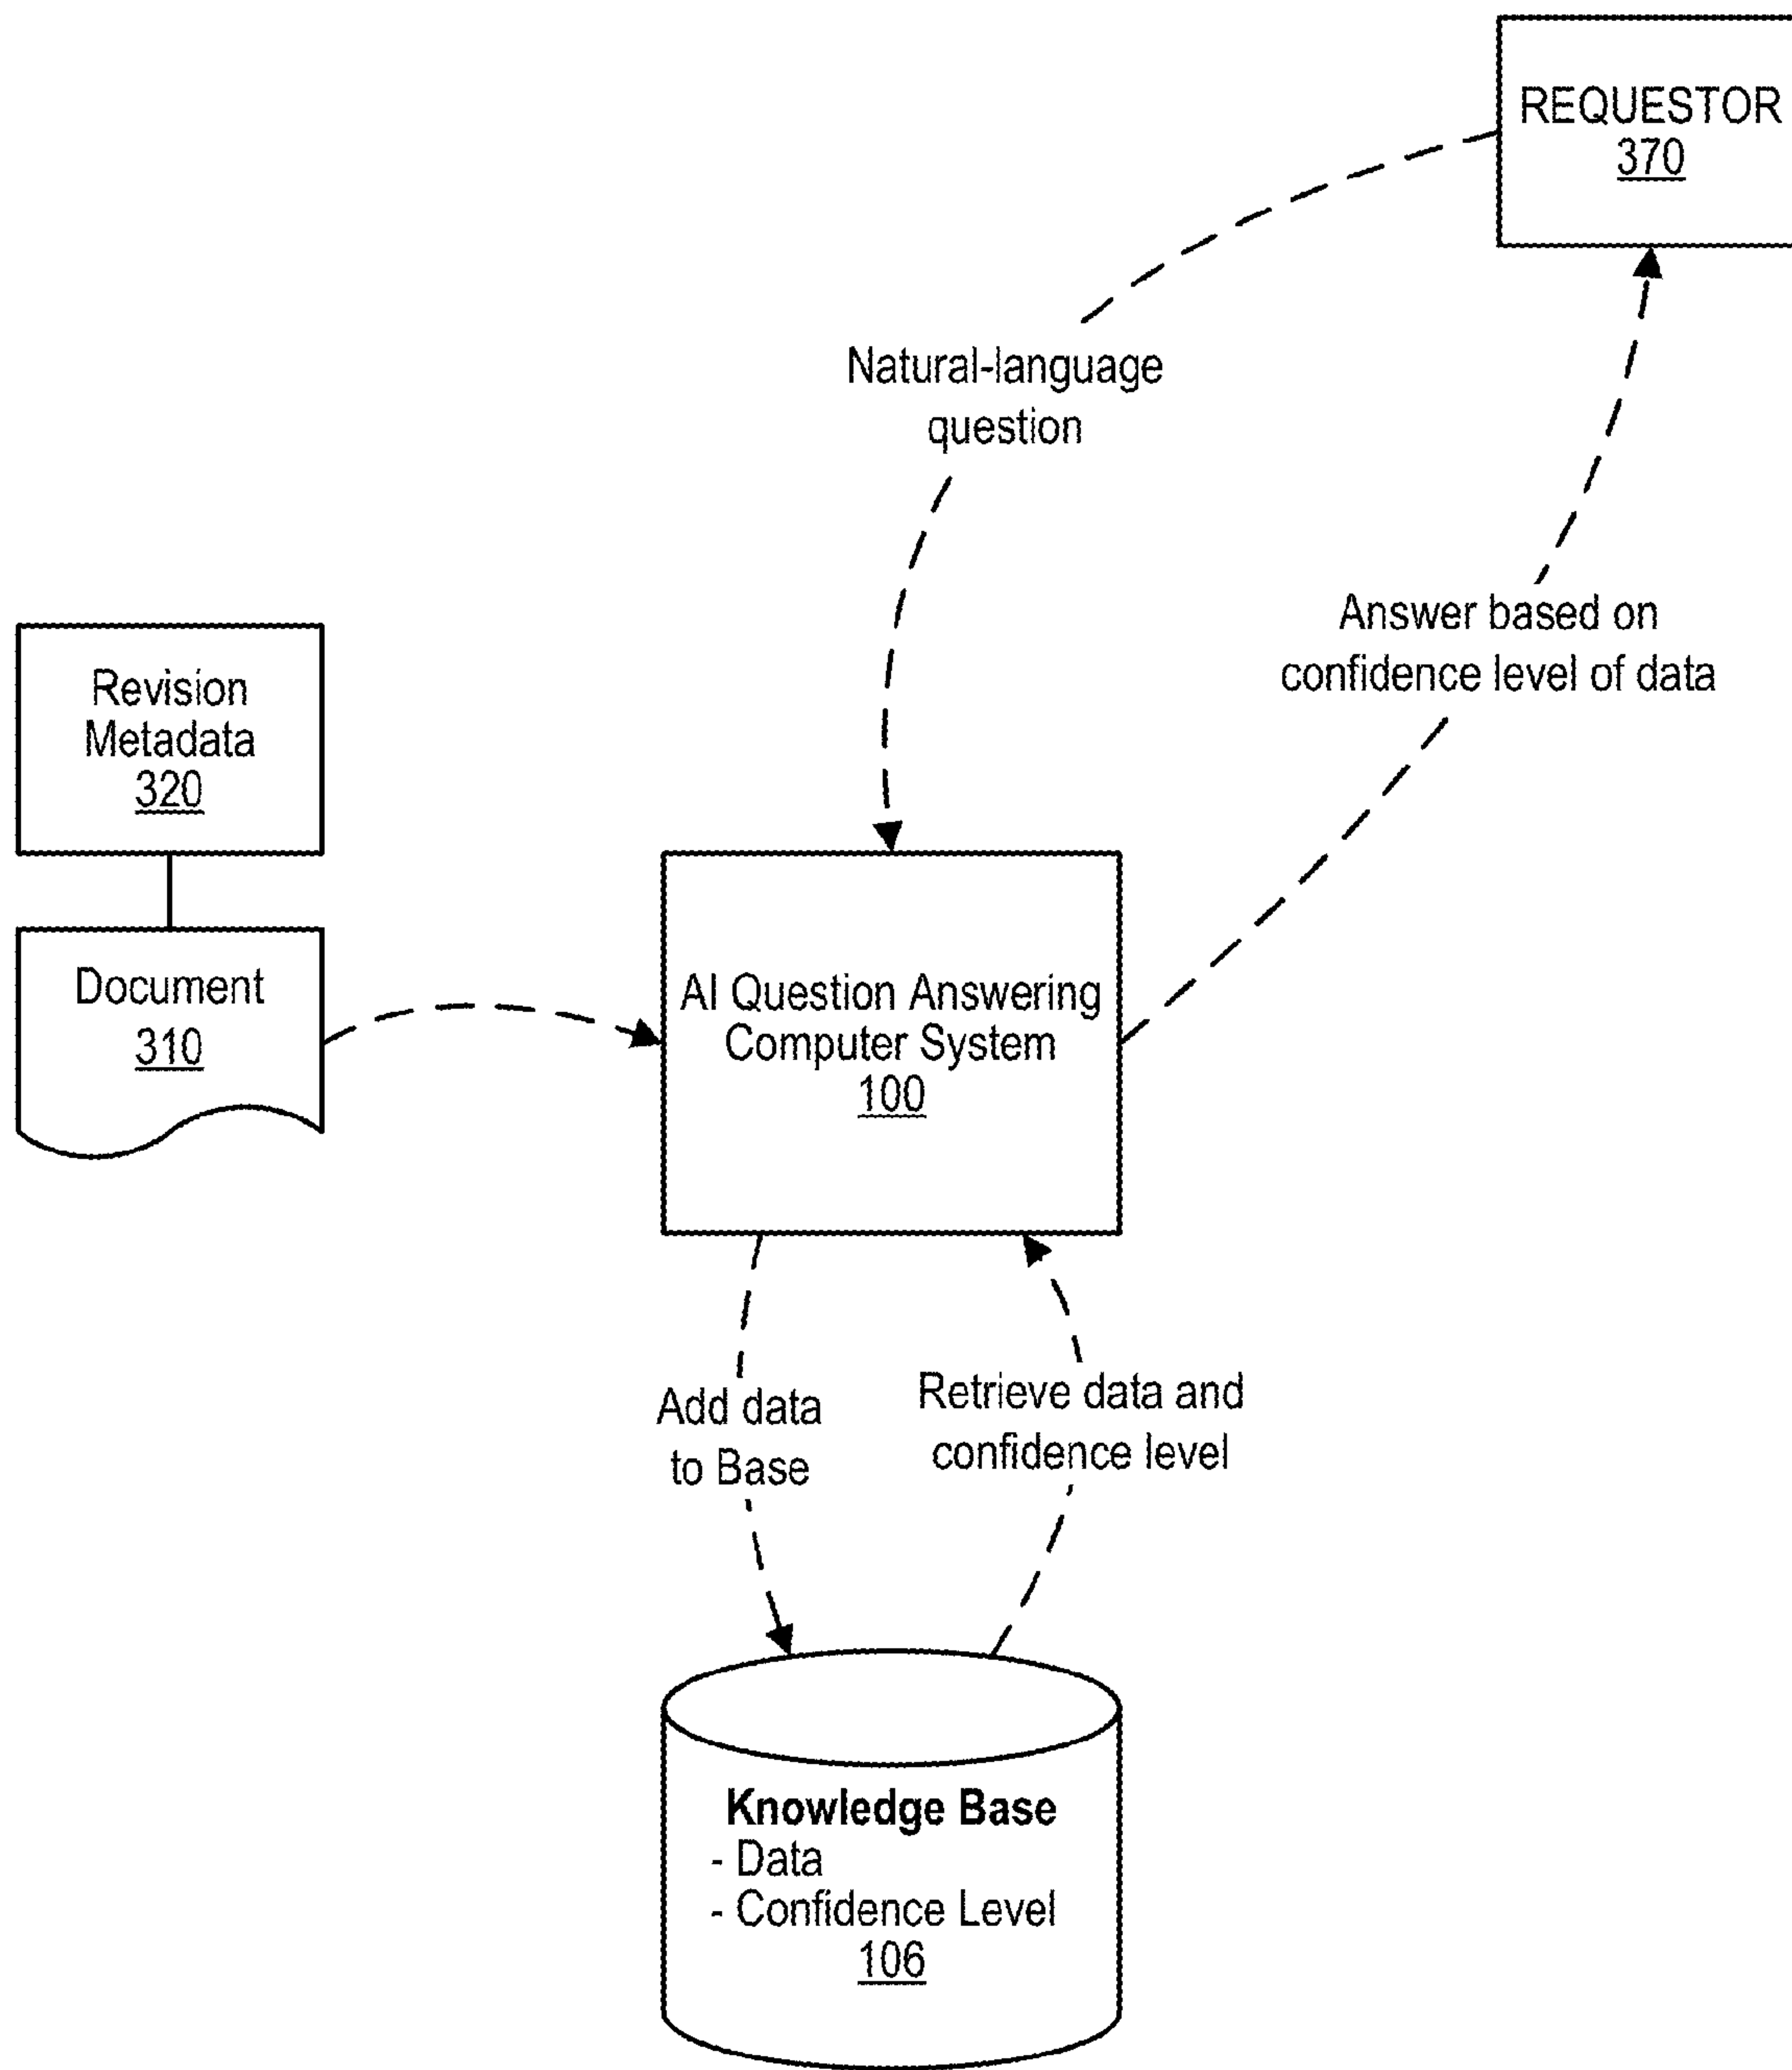 REQUESTOR
370
Natural-language
question
Answer based on
confidence level of data
Revision
Metadata
320
Document
310
AI Question Answering
Computer System
100
Add data
to Base
Retrieve data and
confidence level
Knowledge Base
- Data
- Confidence Level
106